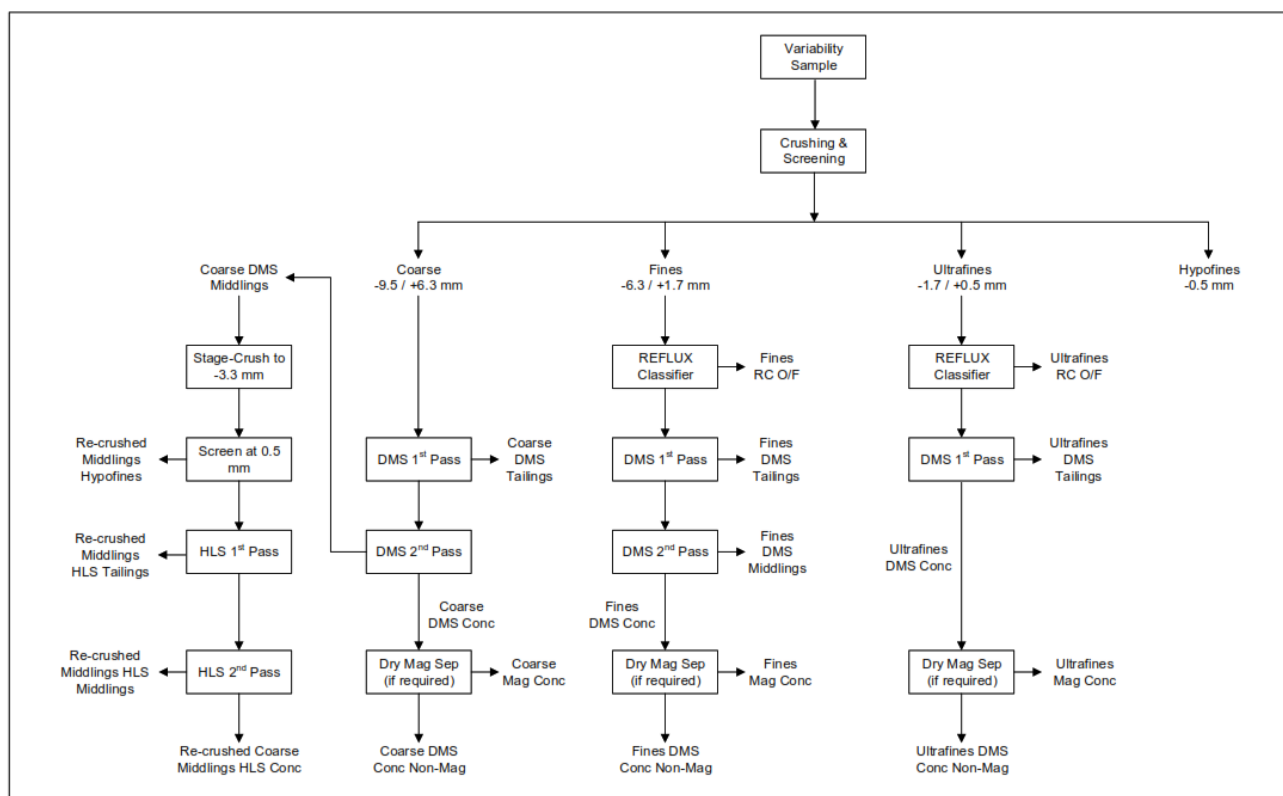 Variability
Sample
Crushing &
Screening
Coarse DMS
Middlings
Coarse
-9.5 / +6.3 mm
Fines
-6.3 / +1.7 mm
Ultrafines
-1.7 / +0.5 mm
Hypofines
-0.5 mm
Stage-Crush to
-3.3 mm
REFLUX
Classifier
Fines
RC O/F
REFLUX
Classifier
Ultrafines
RC O/F
Re-crushed
Middlings
Hypofines
Screen at 0.5
mm
DMS 1st Pass
Coarse
DMS
Tailings
DMS 1st Pass
Fines
DMS
Tailings
DMS 1st Pass
Ultrafines
DMS
Tailings
Re-crushed
Middlings
HLS Tailings
HLS 1st Pass
DMS 2nd Pass
DMS 2nd Pass
Fines
DMS
Middlings
Ultrafines
DMS Conc
Coarse
DMS Conc
Fines
DMS Conc
Re-crushed
Middlings HLS
Middlings
HLS 2nd Pass
Dry Mag Sep
(if required)
Coarse
Mag Conc
Dry Mag Sep
(if required)
Fines
Mag Conc
Dry Mag Sep
(if required)
Ultrafines
Mag Conc
Re-crushed Coarse
Middlings HLS Conc
Coarse DMS
Conc Non-Mag
Fines DMS
Conc Non-Mag
Ultrafines DMS
Conc Non-Mag